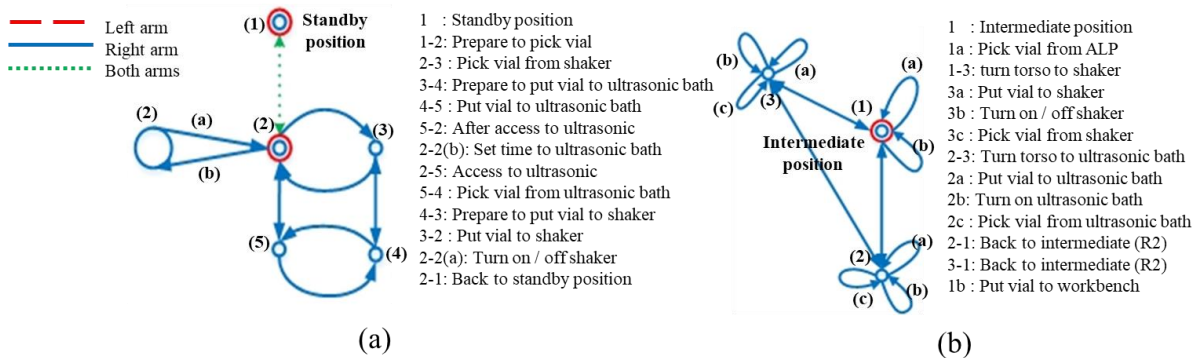 Left arm
Right arm
Both arms
(1)
Standby
position
(2)
(a)
(b)
(2)
(3)
(5)
(4)
1 : Standby position
1-2: Prepare to pick vial
2-3: Pick vial from shaker
3-4: Prepare to put vial to ultrasonic bath
4-5: Put vial to ultrasonic bath
5-2: After access to ultrasonic
2-2(b): Set time to ultrasonic bath
2-5: Access to ultrasonic
5-4: Pick vial from ultrasonic bath
4-3: Prepare to put vial to shaker
3-2: Put vial to shaker
2-2(a): Turn on / off shaker
2-1: Back to standby position
(a)
(b)
(a)
(c)
(3)
(a)
(1)
(b)
Intermediate
position
(2)
(a)
(c)
(b)
1 : Intermediate position
1a : Pick vial from ALP
1-3: turn torso to shaker
3a : Put vial to shaker
3b : Turn on / off shaker
3c : Pick vial from shaker
2-3: Turn torso to ultrasonic bath
2a : Put vial to ultrasonic bath
2b: Turn on ultrasonic bath
2c : Pick vial from ultrasonic bath
2-1: Back to intermediate (R2)
3-1: Back to intermediate (R2)
1b : Put vial to workbench
(b)